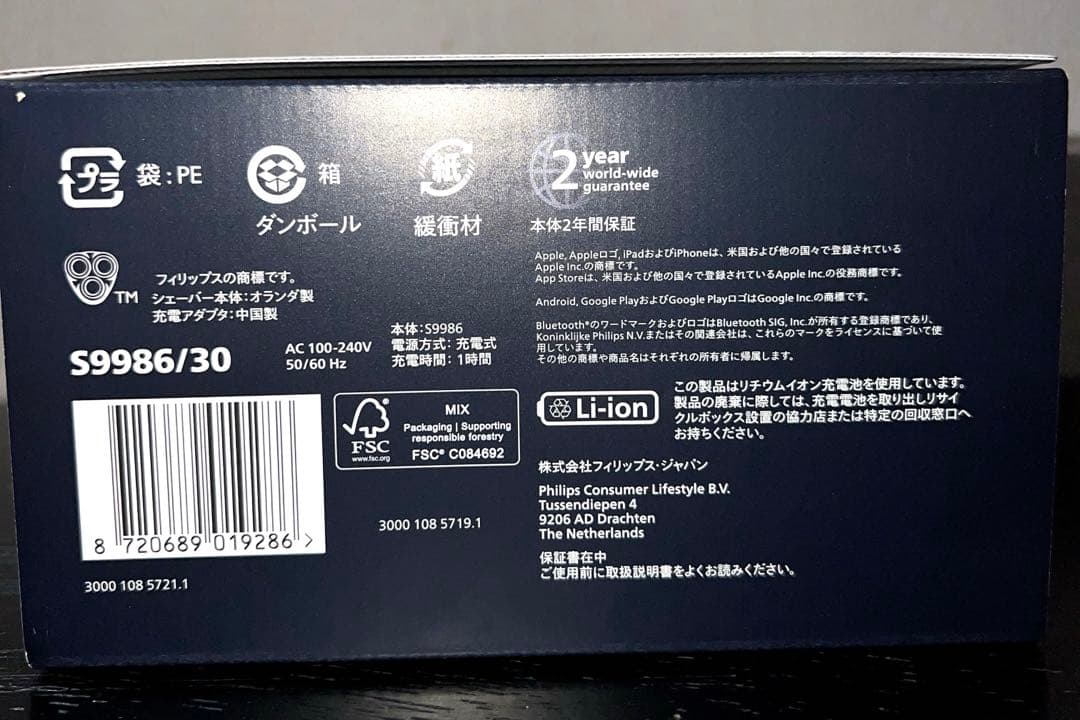 プラ
袋:PE
箱
ダンボール
紙
緩衝材
2 year
world-wide
guarantee
本体2年間保証
TM
フィリップスの商標です。
シェーバー本体:オランダ製
充電アダプタ:中国製
S9986/30
AC 100-240V
50/60 Hz
本体:S9986
電源方式: 充電式
充電時間: 1時間
Apple, Appleロゴ, iPadおよびiPhoneは、米国および他の国々で登録されている
Apple Inc.の商標です。
App Storeは、米国および他の国々で登録されているApple Inc.の役務商標です。
Android, Google PlayおよびGoogle PlayロゴはGoogle Inc.の商標です。
Bluetooth®のワードマークおよびロゴはBluetooth SIG, Inc.が所有する登録商標であり、
Koninklijke Philips N.V.またはその関連会社は、これらのマークをライセンスに基づいて使
用しています。
その他の商標や商品名はそれぞれの所有者に帰属します。
8 720689 019286 >
3000 108 5721.1
FSC
www.fsc.org
MIX
Packaging | Supporting
responsible forestry
FSC® C084692
3000 108 5719.1
Li-ion
この製品はリチウムイオン充電池を使用しています。
製品の廃棄に際しては、充電電池を取り出しリサイ
クルボックス設置の協力店または特定の回収窓口へ
お持ちください。
株式会社フィリップス・ジャパン
Philips Consumer Lifestyle B.V.
Tussendiepen 4
9206 AD Drachten
The Netherlands
保証書在中
ご使用前に取扱説明書をよくお読みください。